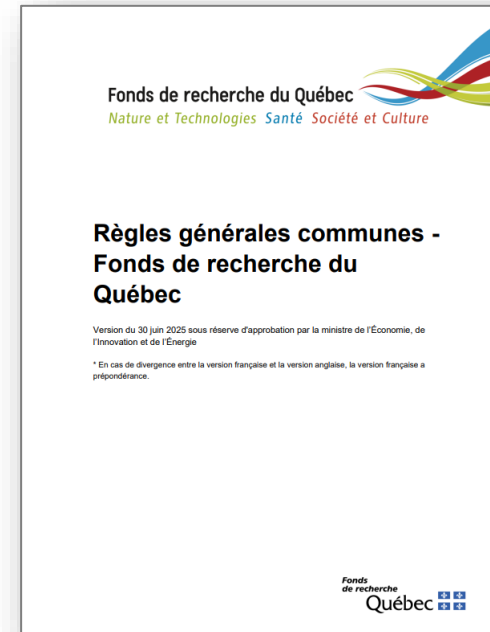 Fonds de recherche du Québec
Nature et Technologies Santé Société et Culture
Règles générales communes -
Fonds de recherche du
Québec
Version du 30 juin 2025 sous réserve d'approbation par la ministre de l'Économie, de
l'Innovation et de l'Énergie
* En cas de divergence entre la version française et la version anglaise, la version française a
prépondérance.
Fonds
de recherche
Québec